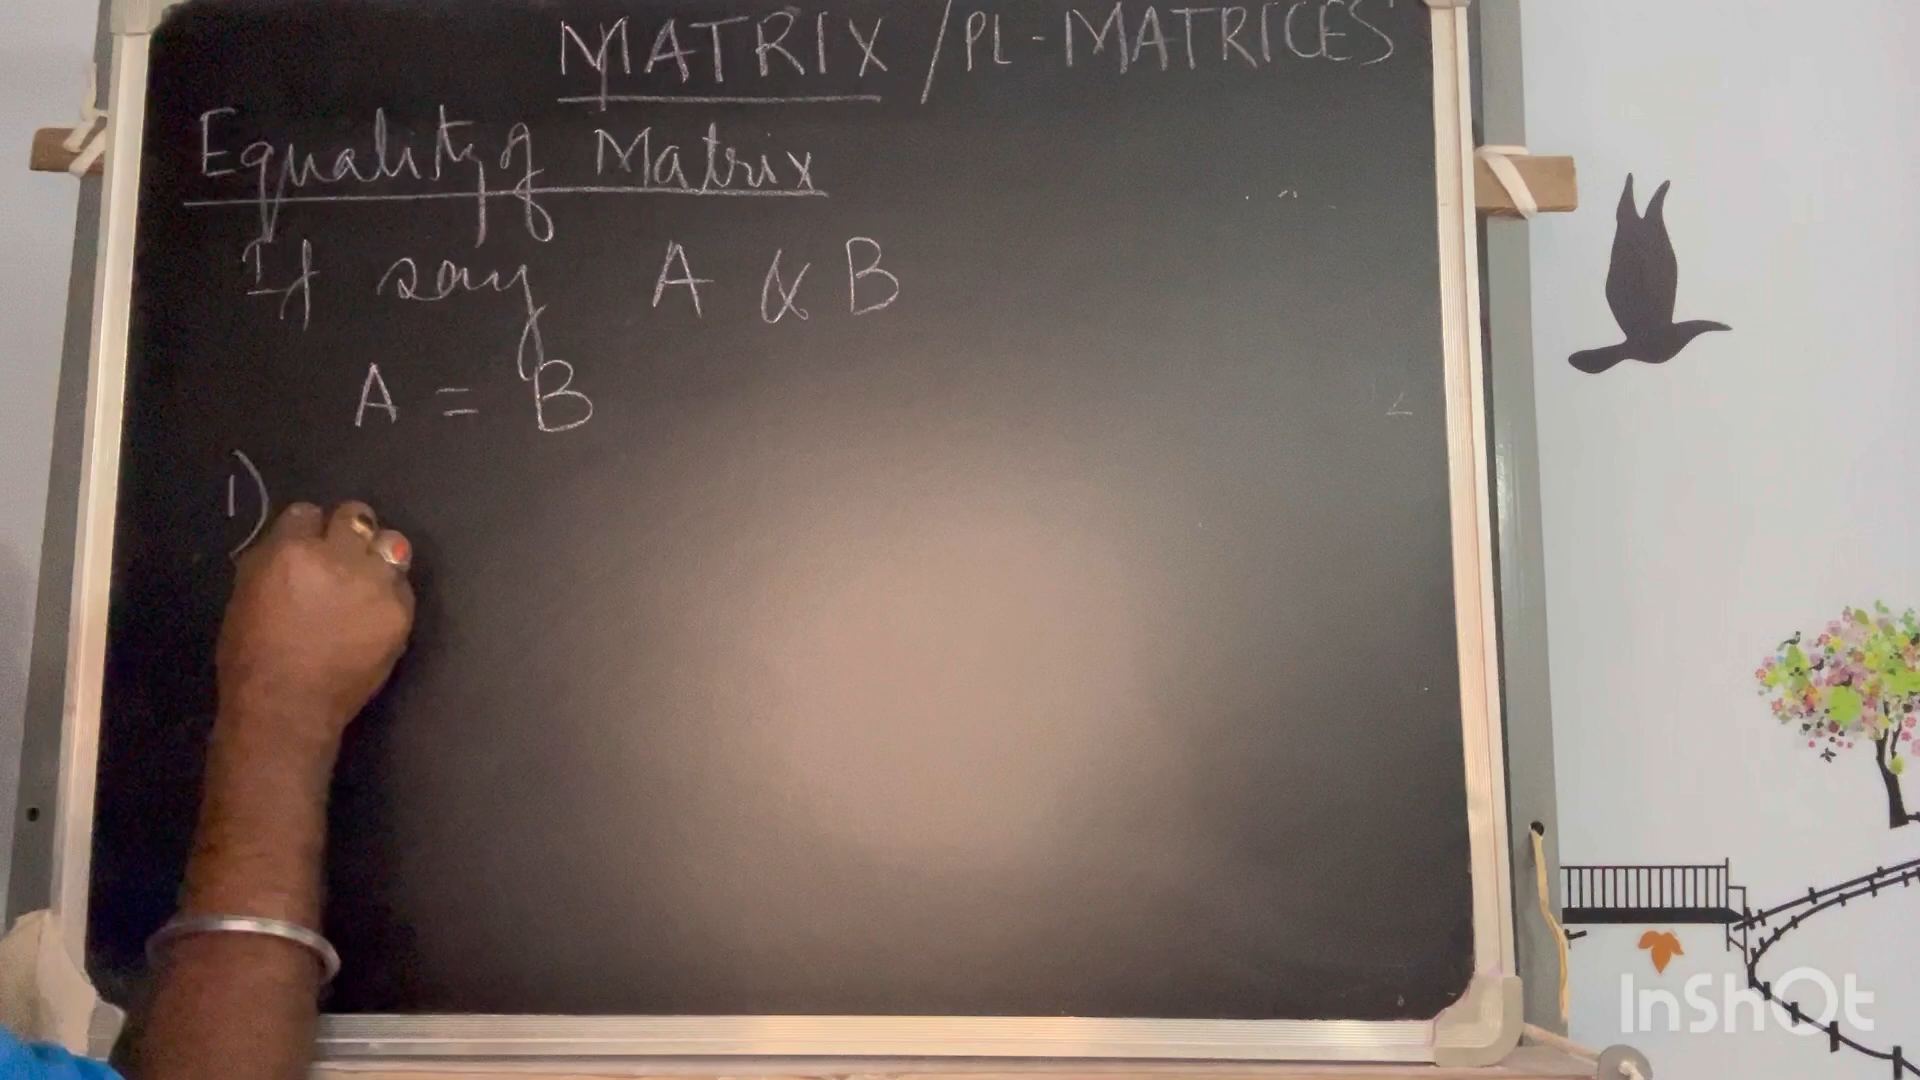 MATRIX / PL - MATRICES
Equality of Matrix
If say A & B
A = B
1)
InShOt